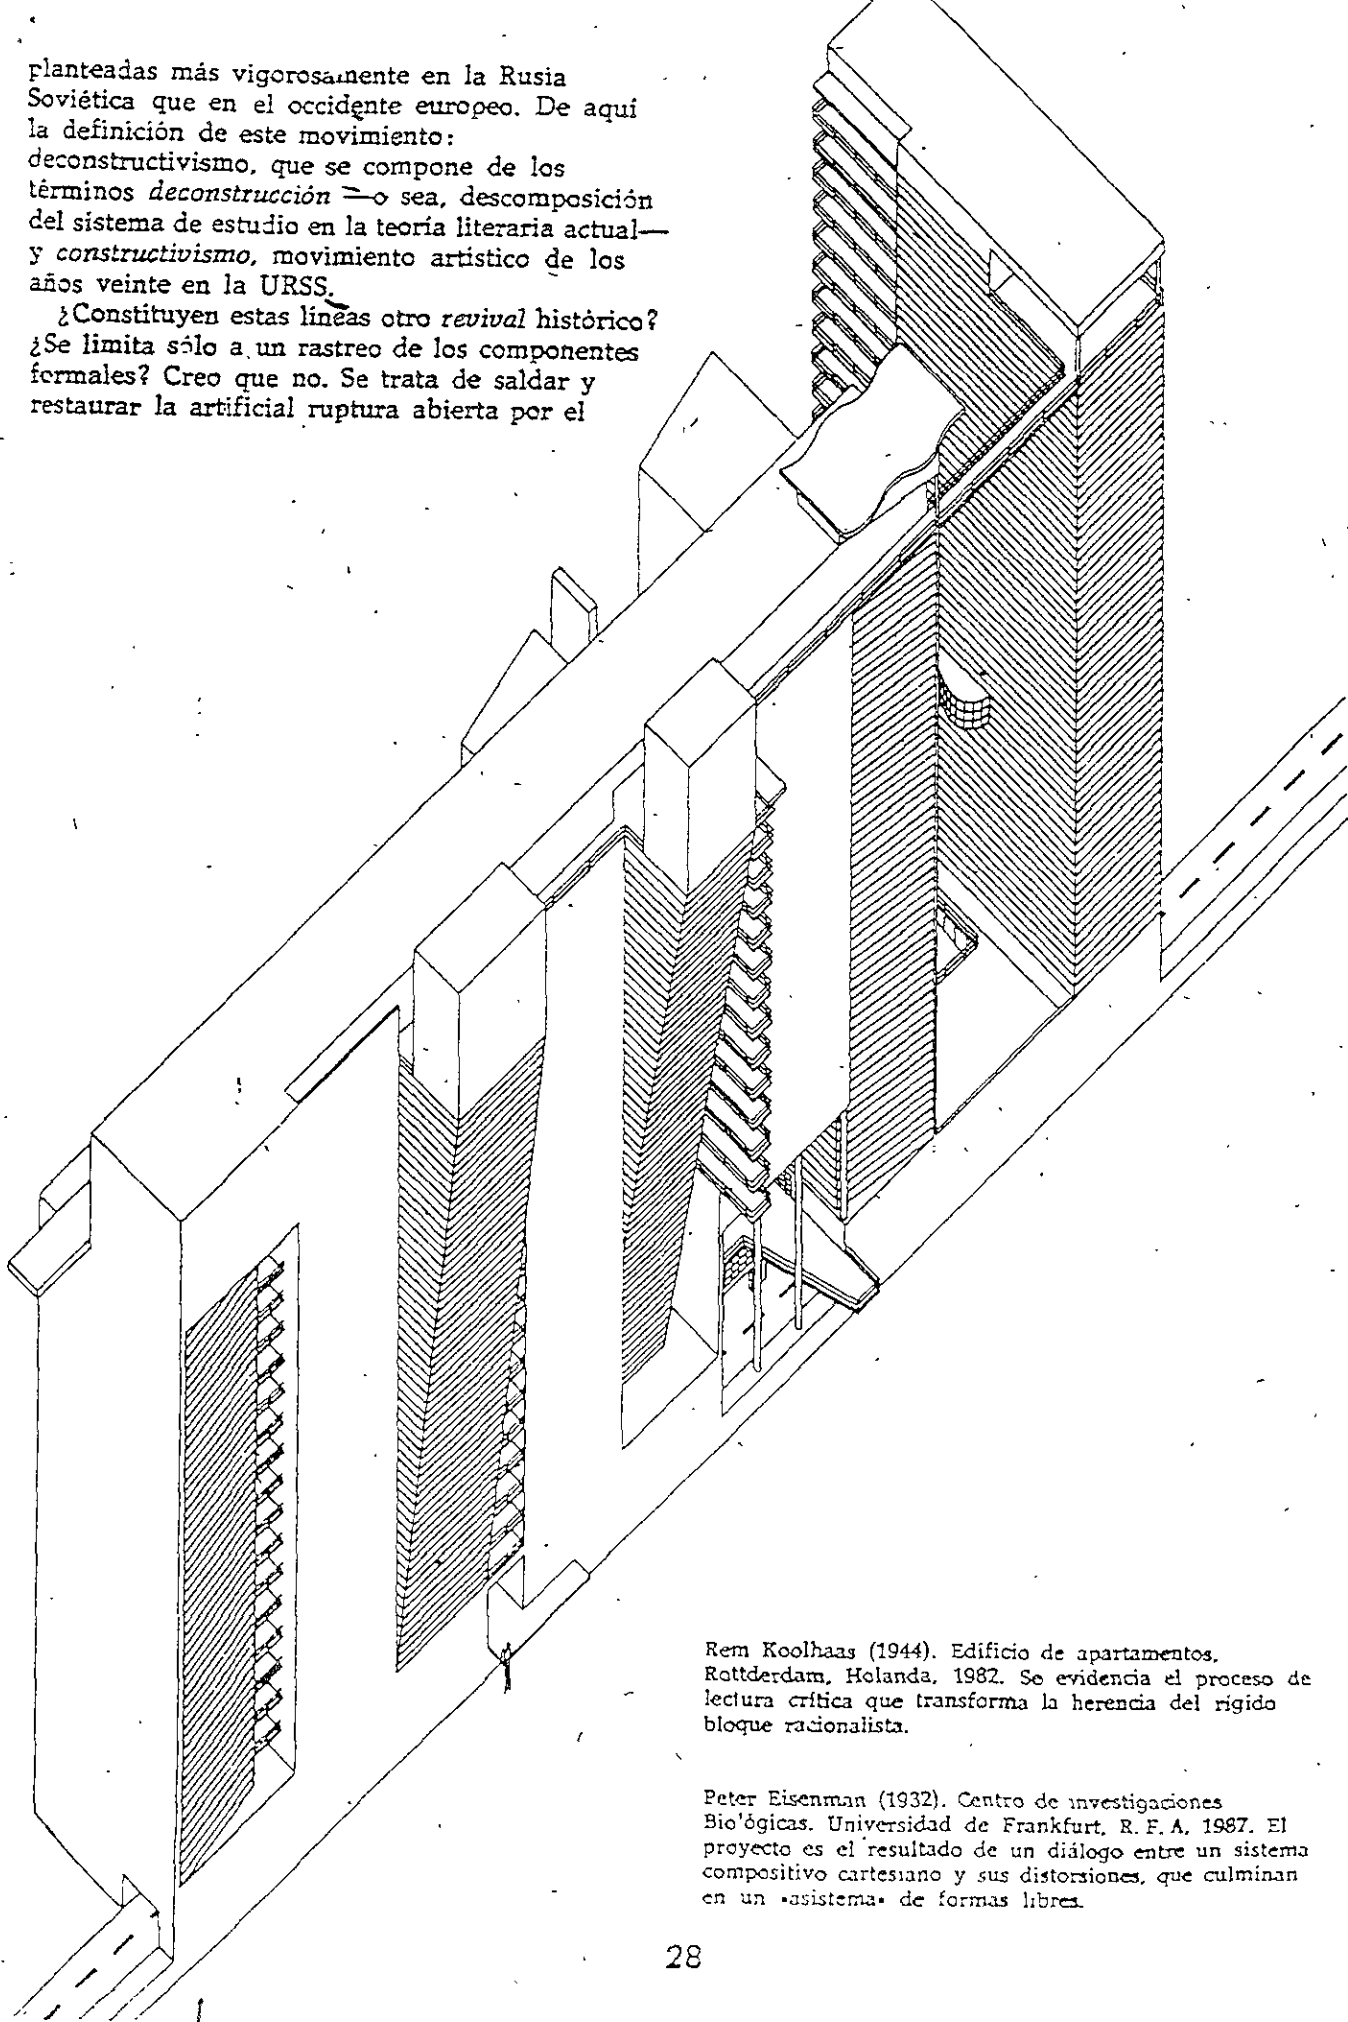 planteadas más vigorosamente en la Rusia
Soviética que en el occidente europeo. De aquí
la definición de este movimiento:
deconstructivismo, que se compone de los
términos deconstrucción —o sea, descomposición
del sistema de estudio en la teoría literaria actual—
y constructivismo, movimiento artístico de los
años veinte en la URSS.
¿Constituyen estas líneas otro revival histórico?
¿Se limita sólo a un rastreo de los componentes
formales? Creo que no. Se trata de saldar y
restaurar la artificial ruptura abierta por el
Rem Koolhaas (1944). Edificio de apartamentos,
Rottderdam, Holanda, 1982. Se evidencia el proceso de
lectura crítica que transforma la herencia del rígido
bloque racionalista.
Peter Eisenman (1932). Centro de investigaciones
Biológicas. Universidad de Frankfurt, R. F. A, 1987. El
proyecto es el resultado de un diálogo entre un sistema
compositivo cartesiano y sus distorsiones, que culminan
en un «asistema» de formas libres.
28